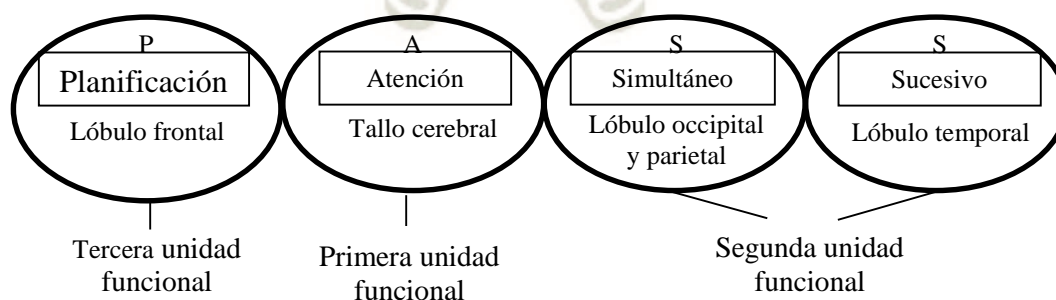 P
Planificación
Lóbulo frontal
Tercera unidad
funcional
A
Atención
Tallo cerebral
Primera unidad
funcional
S
Simultáneo
Lóbulo occipital
y parietal
S
Sucesivo
Lóbulo temporal
Segunda unidad
funcional